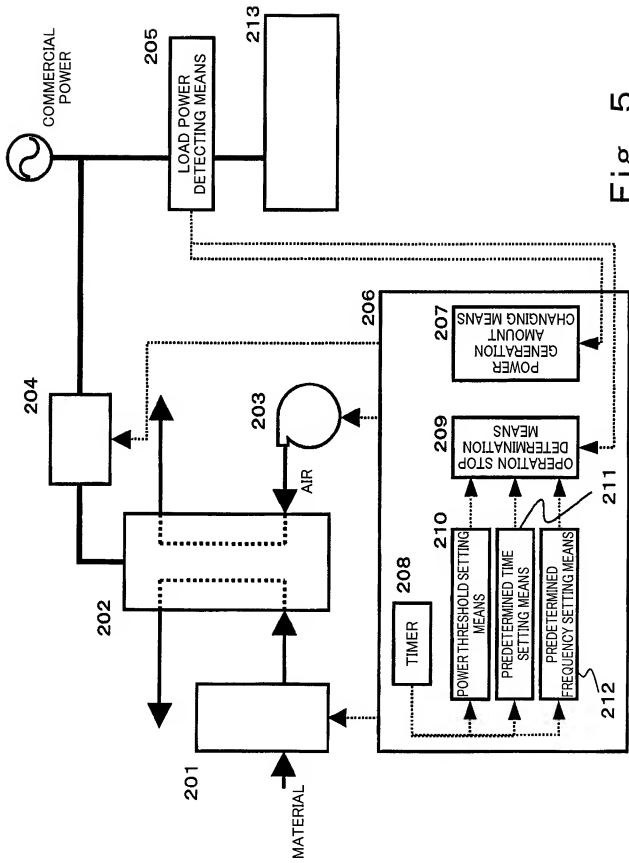 COMMERCIAL
POWER
205
LOAD POWER
DETECTING MEANS
213
204
206
207
POWER
GENERATION
AMOUNT
CHANGING MEANS
203
AIR
209
OPERATION STOP
DETERMINATION
MEANS
202
211
210
POWER THRESHOLD SETTING
MEANS
208
TIMER
PREDETERMINED TIME
SETTING MEANS
PREDETERMINED
FREQUENCY SETTING MEANS
212
201
MATERIAL
Fig. 5